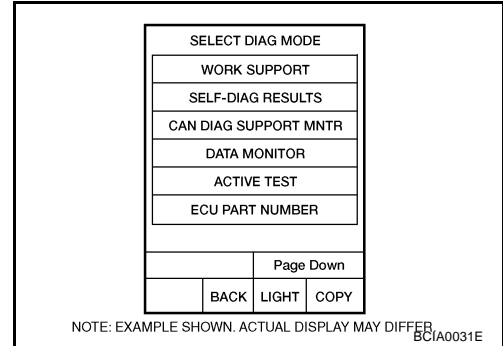 SELECT DIAG MODE
WORK SUPPORT
SELF-DIAG RESULTS
CAN DIAG SUPPORT MNTR
DATA MONITOR
ACTIVE TEST
ECU PART NUMBER
Page Down
BACK LIGHT COPY
NOTE: EXAMPLE SHOWN. ACTUAL DISPLAY MAY DIFFER.
BCIA0031E